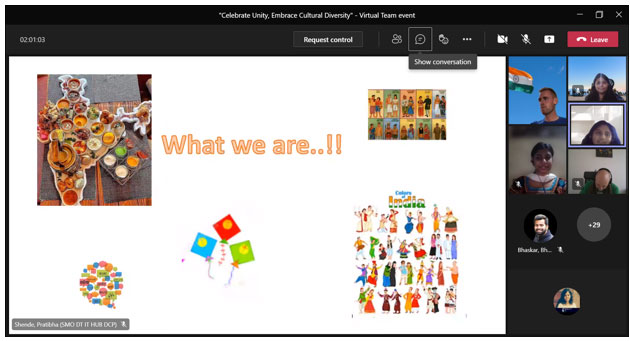 "Celebrate Unity, Embrace Cultural Diversity" - Virtual Team event
02:01:03
Request control
Leave
Show conversation
What we are..!!
Colors
of
India
Bhaskar, Bh...
+29
Shende, Pratibha (SMO DT IT HUB DCP)